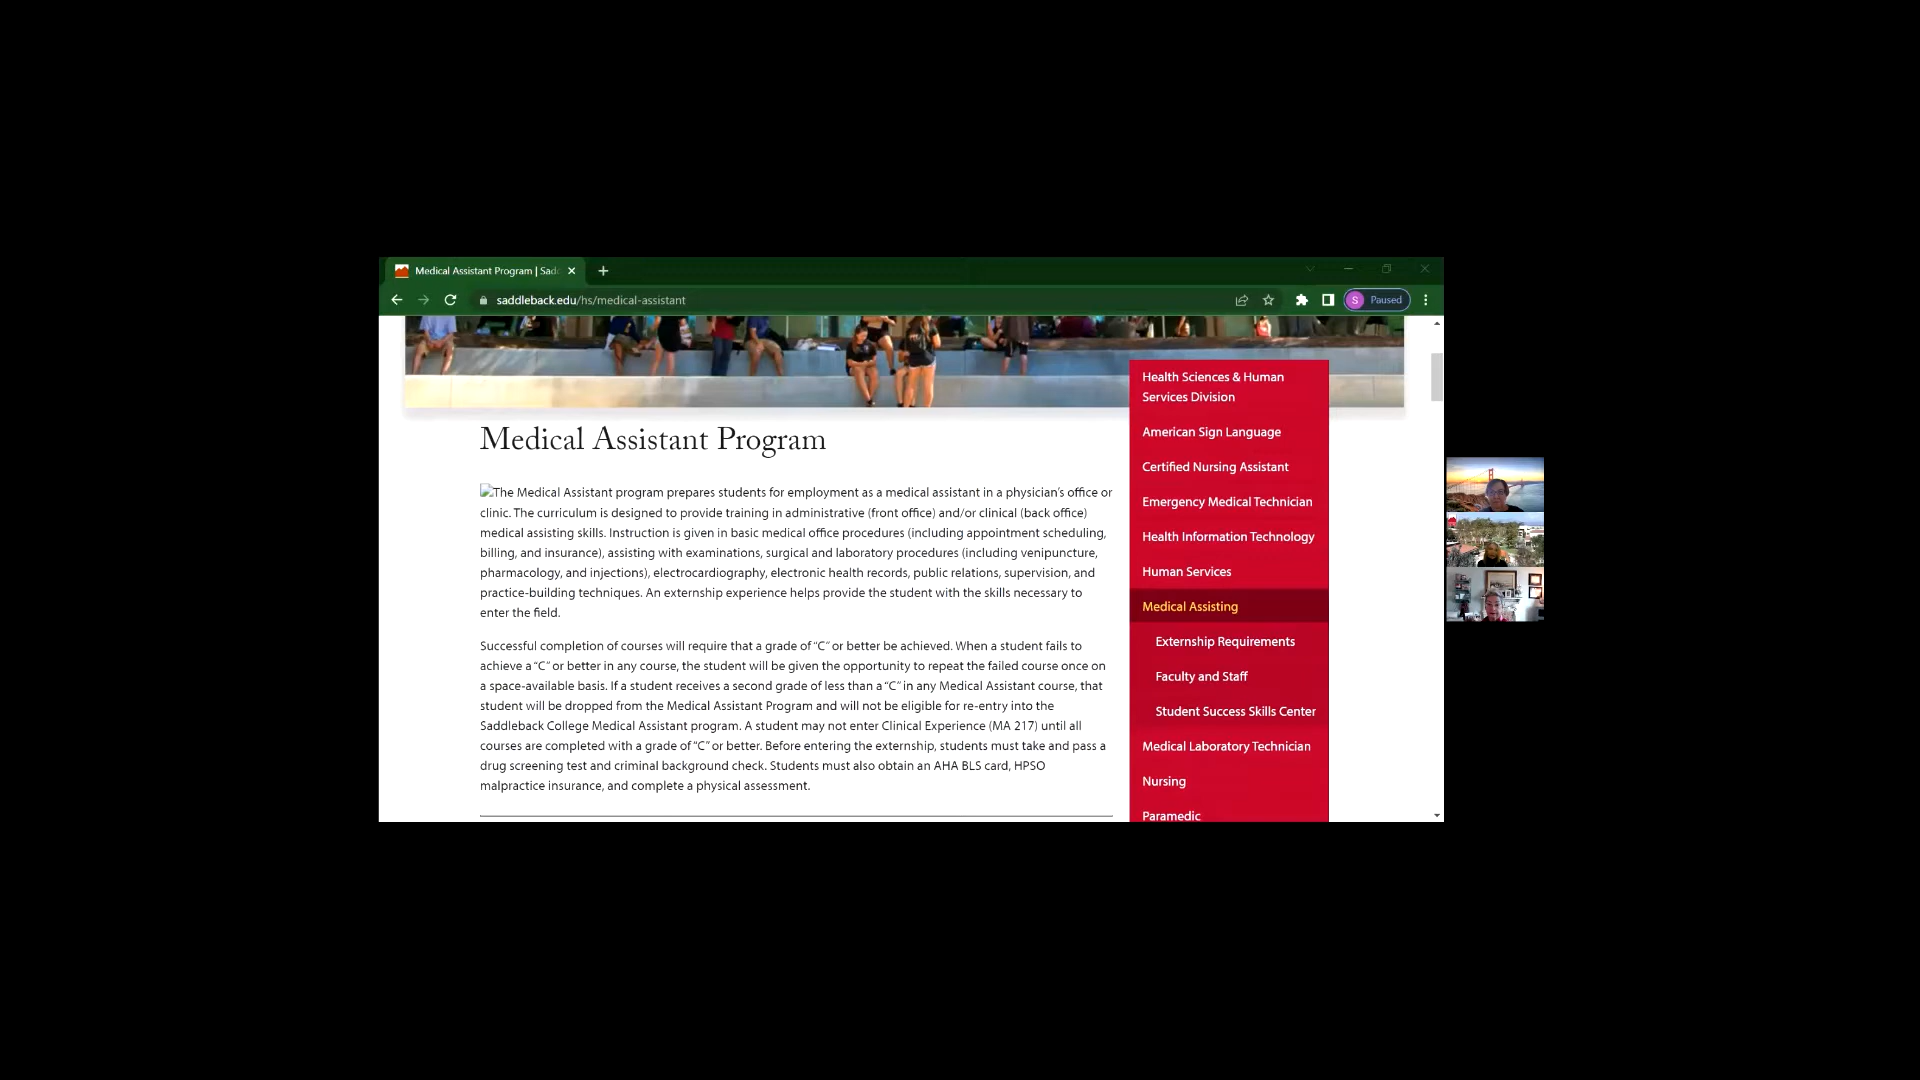 Medical Assistant Program | Sad
saddleback.edu/hs/medical-assistant
S Paused
Medical Assistant Program
The Medical Assistant program prepares students for employment as a medical assistant in a physician’s office or
clinic. The curriculum is designed to provide training in administrative (front office) and/or clinical (back office)
medical assisting skills. Instruction is given in basic medical office procedures (including appointment scheduling,
billing, and insurance), assisting with examinations, surgical and laboratory procedures (including venipuncture,
pharmacology, and injections), electrocardiography, electronic health records, public relations, supervision, and
practice-building techniques. An externship experience helps provide the student with the skills necessary to
enter the field.
Successful completion of courses will require that a grade of “C” or better be achieved. When a student fails to
achieve a “C” or better in any course, the student will be given the opportunity to repeat the failed course once on
a space-available basis. If a student receives a second grade of less than a “C” in any Medical Assistant course, that
student will be dropped from the Medical Assistant Program and will not be eligible for re-entry into the
Saddleback College Medical Assistant program. A student may not enter Clinical Experience (MA 217) until all
courses are completed with a grade of “C” or better. Before entering the externship, students must take and pass a
drug screening test and criminal background check. Students must also obtain an AHA BLS card, HPSO
malpractice insurance, and complete a physical assessment.
Health Sciences & Human
Services Division
American Sign Language
Certified Nursing Assistant
Emergency Medical Technician
Health Information Technology
Human Services
Medical Assisting
Externship Requirements
Faculty and Staff
Student Success Skills Center
Medical Laboratory Technician
Nursing
Paramedic